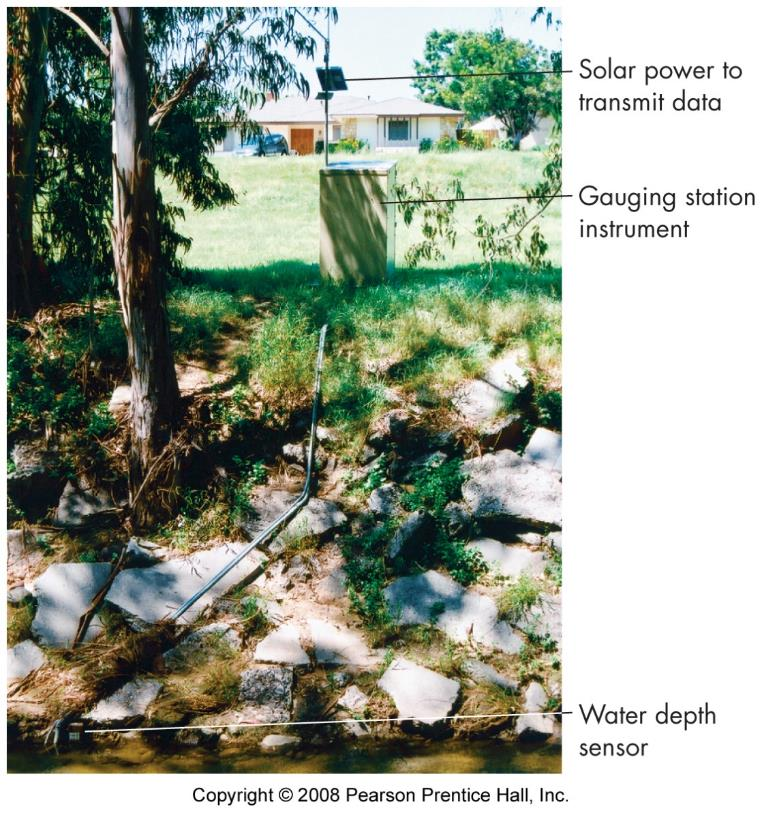 Solar power to
transmit data
Gauging station
instrument
Water depth
sensor
Copyright © 2008 Pearson Prentice Hall, Inc.